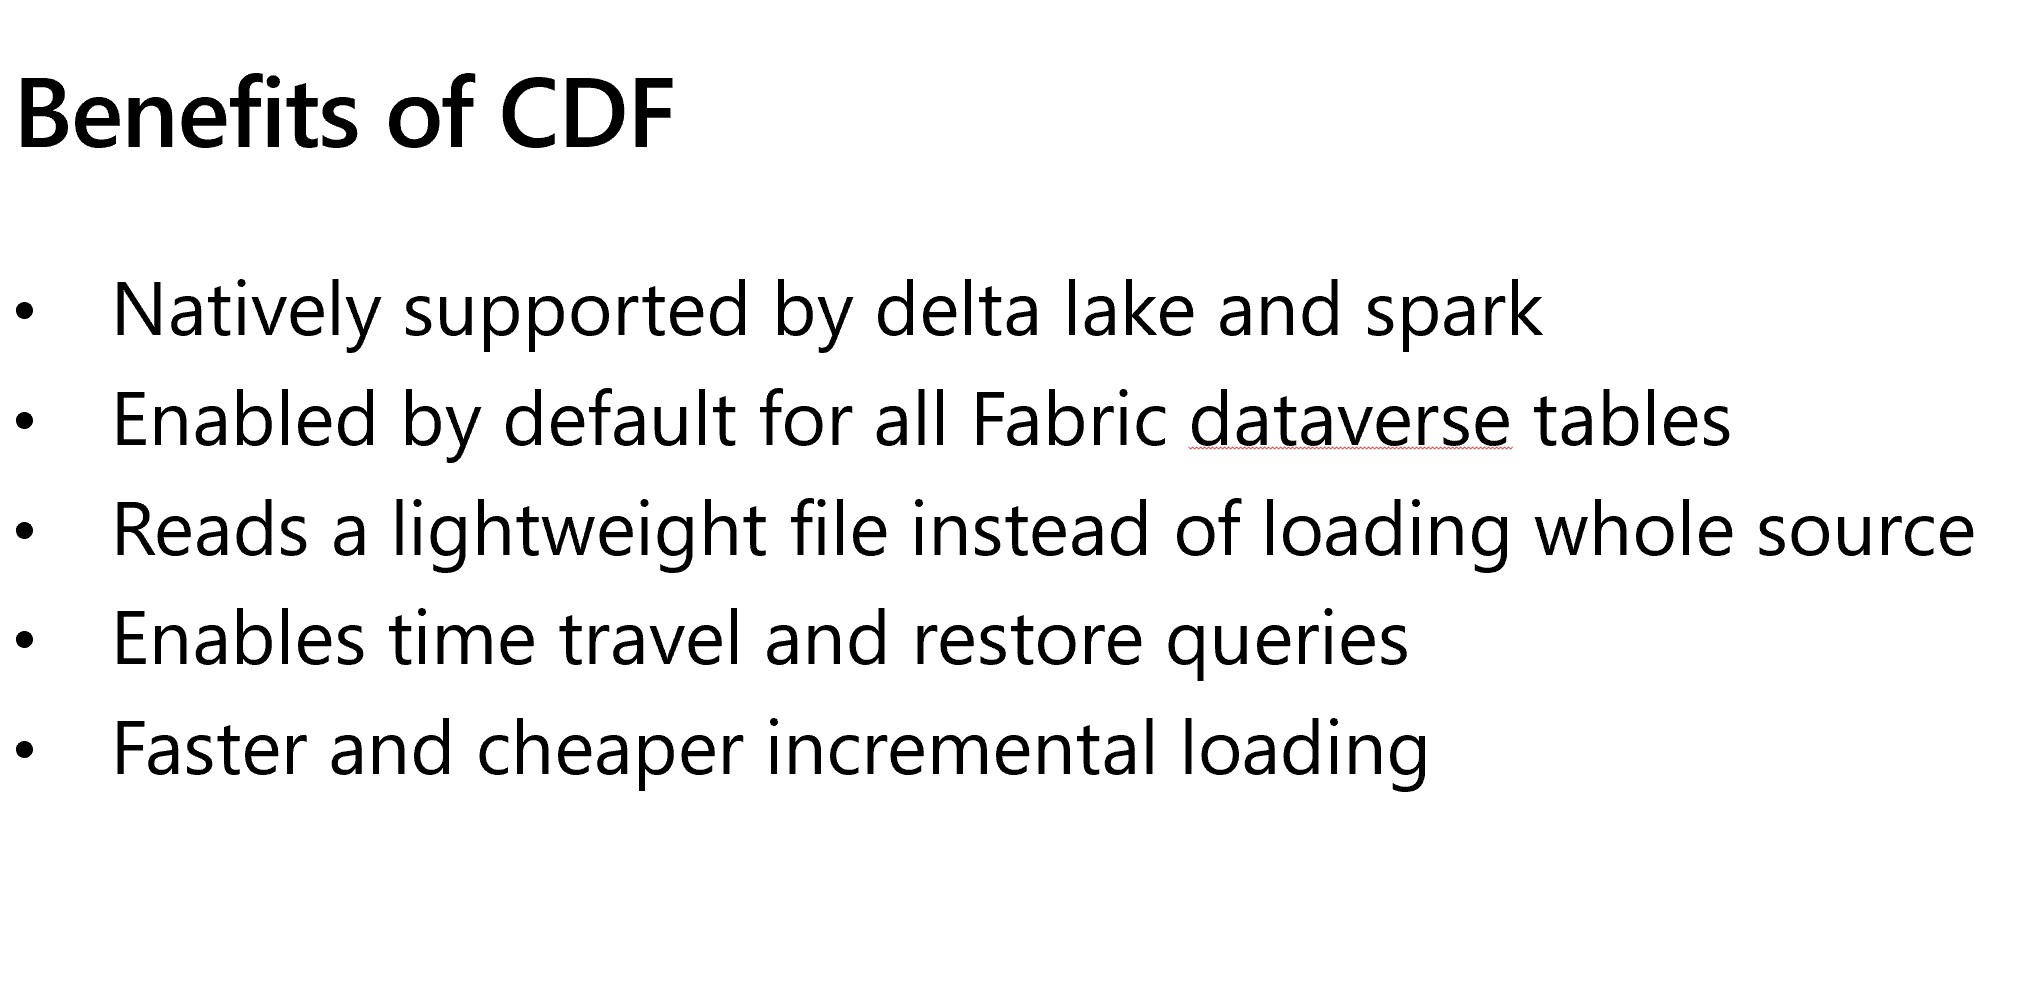 Benefits of CDF
• Natively supported by delta lake and spark
• Enabled by default for all Fabric dataverse tables
• Reads a lightweight file instead of loading whole source
• Enables time travel and restore queries
• Faster and cheaper incremental loading